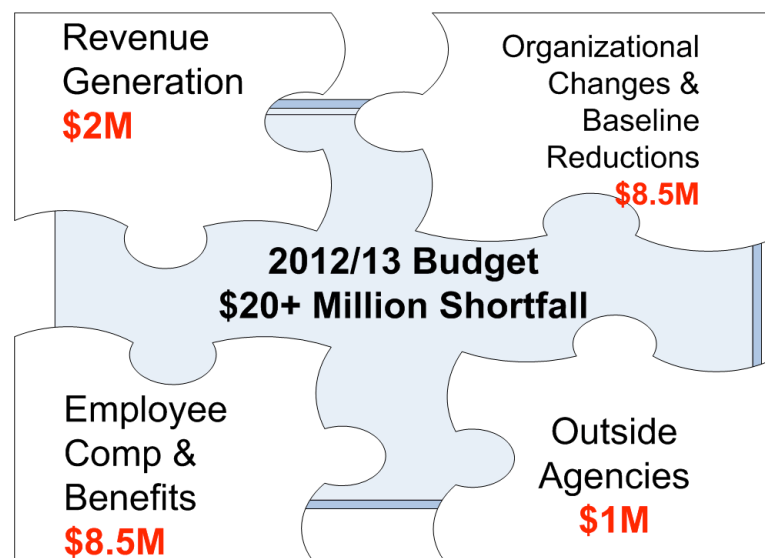 Revenue
Generation
$2M
Organizational
Changes &
Baseline
Reductions
$8.5M
2012/13 Budget
$20+ Million Shortfall
Employee
Comp &
Benefits
$8.5M
Outside
Agencies
$1M